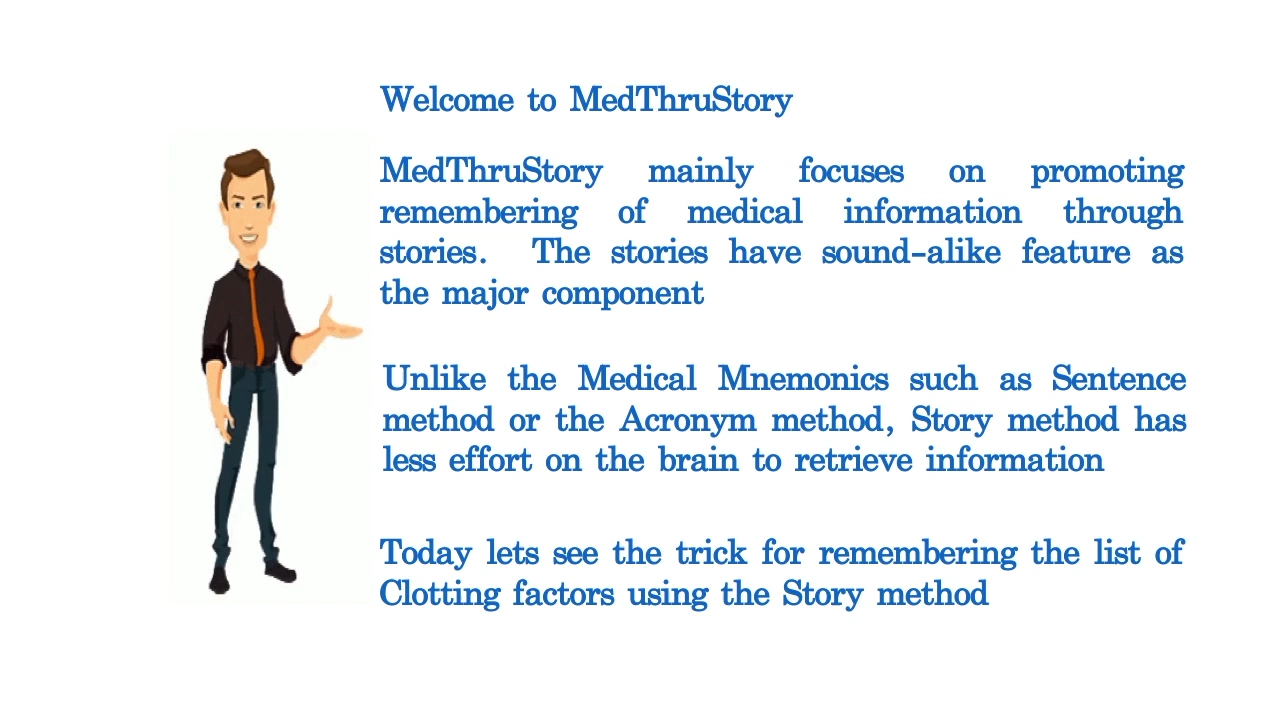 Welcome to MedThruStory
MedThruStory mainly focuses on promoting
remembering of medical information through
stories. The stories have sound-alike feature as
the major component
Unlike the Medical Mnemonics such as Sentence
method or the Acronym method, Story method has
less effort on the brain to retrieve information
Today lets see the trick for remembering the list of
Clotting factors using the Story method